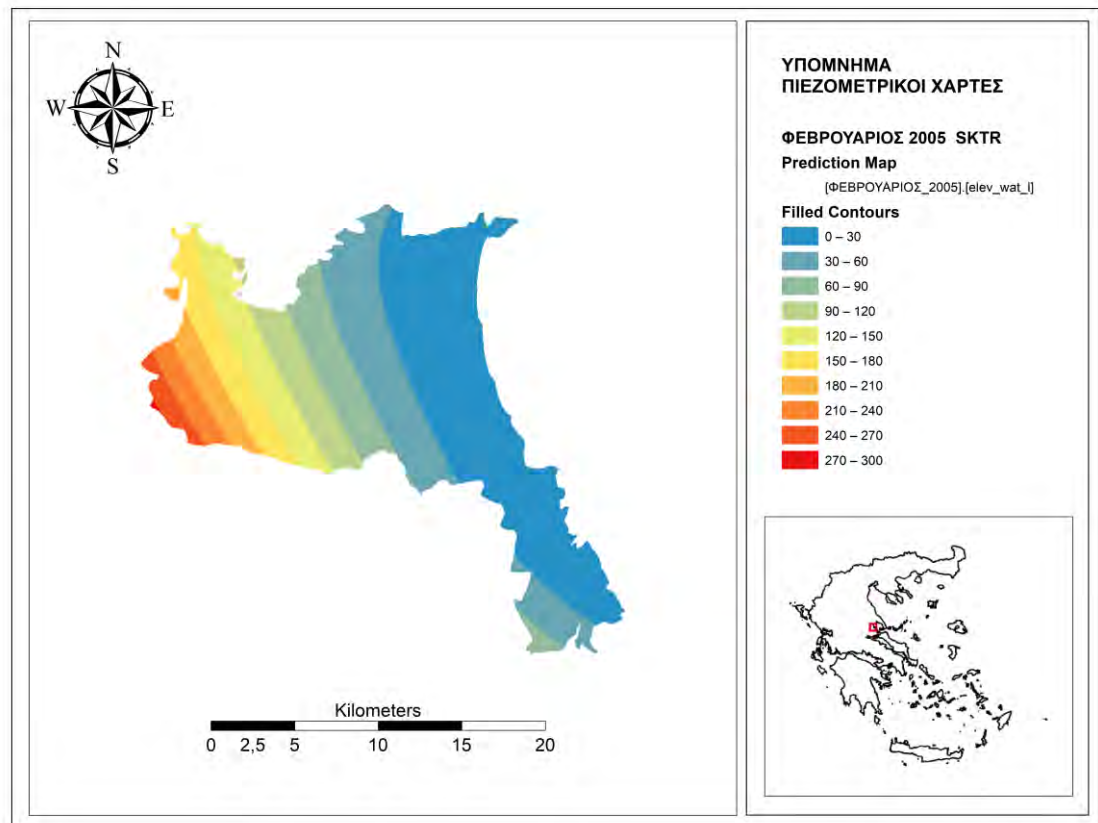 N
W E
S
Kilometers
0 2,5 5 10 15 20
ΥΠΟΜΝΗΜΑ
ΠΙΕΖΟΜΕΤΡΙΚΟΙ ΧΑΡΤΕΣ
ΦΕΒΡΟΥΑΡΙΟΣ 2005 SKTR
Prediction Map
[ΦΕΒΡΟΥΑΡΙΟΣ_2005].[elev_wat_l]
Filled Contours
0 – 30
30 – 60
60 – 90
90 – 120
120 – 150
150 – 180
180 – 210
210 – 240
240 – 270
270 – 300